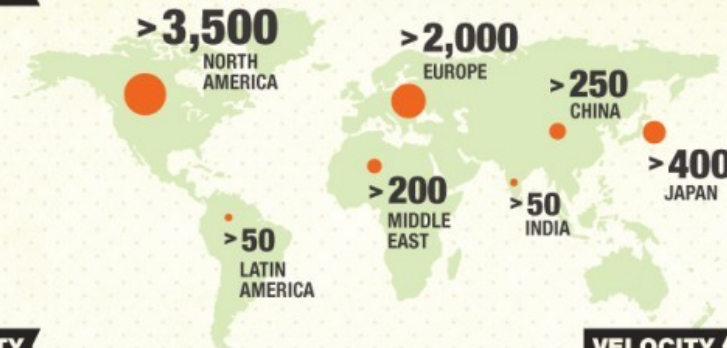 >3,500
NORTH
AMERICA
>2,000
EUROPE
>250
CHINA
>400
JAPAN
>200
MIDDLE
EAST
>50
INDIA
>50
LATIN
AMERICA
TY
VELOCITY